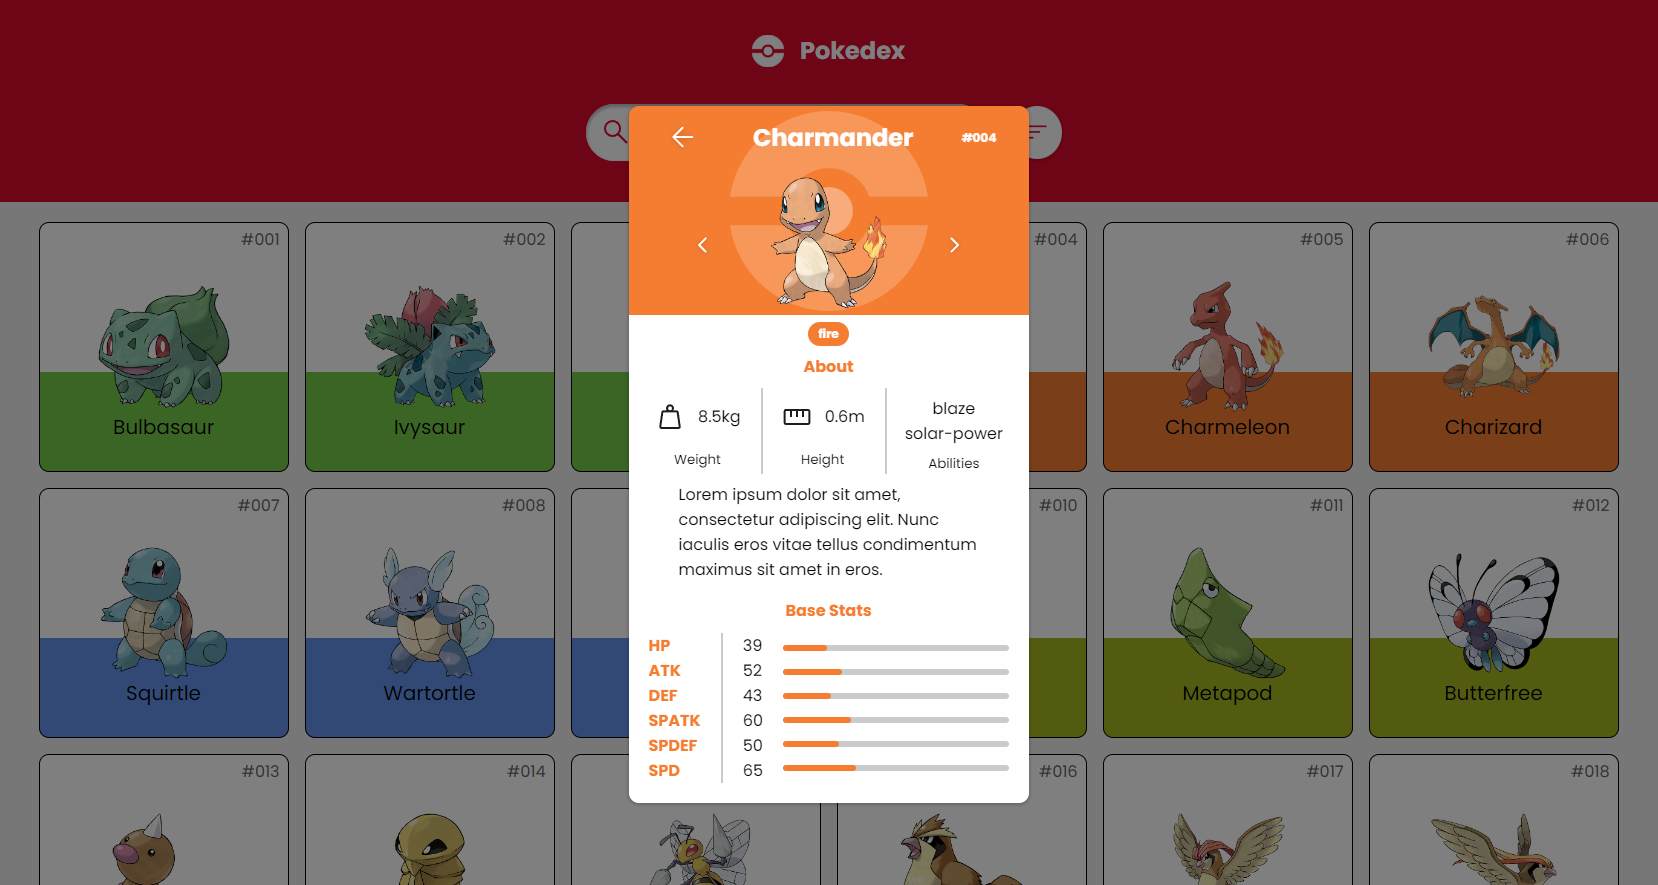 Pokedex
Charmander
#004
fire
About
8.5kg
0.6m
blaze
solar-power
Weight
Height
Abilities
Lorem ipsum dolor sit amet,
consectetur adipiscing elit. Nunc
iaculis eros vitae tellus condimentum
maximus sit amet in eros.
Base Stats
HP 39
ATK 52
DEF 43
SPATK 60
SPDEF 50
SPD 65
#001
#002
#004
#005
#006
Bulbasaur
Ivysaur
Charmeleon
Charizard
#007
#008
#010
#011
#012
Squirtle
Wartortle
Metapod
Butterfree
#013
#014
#016
#017
#018